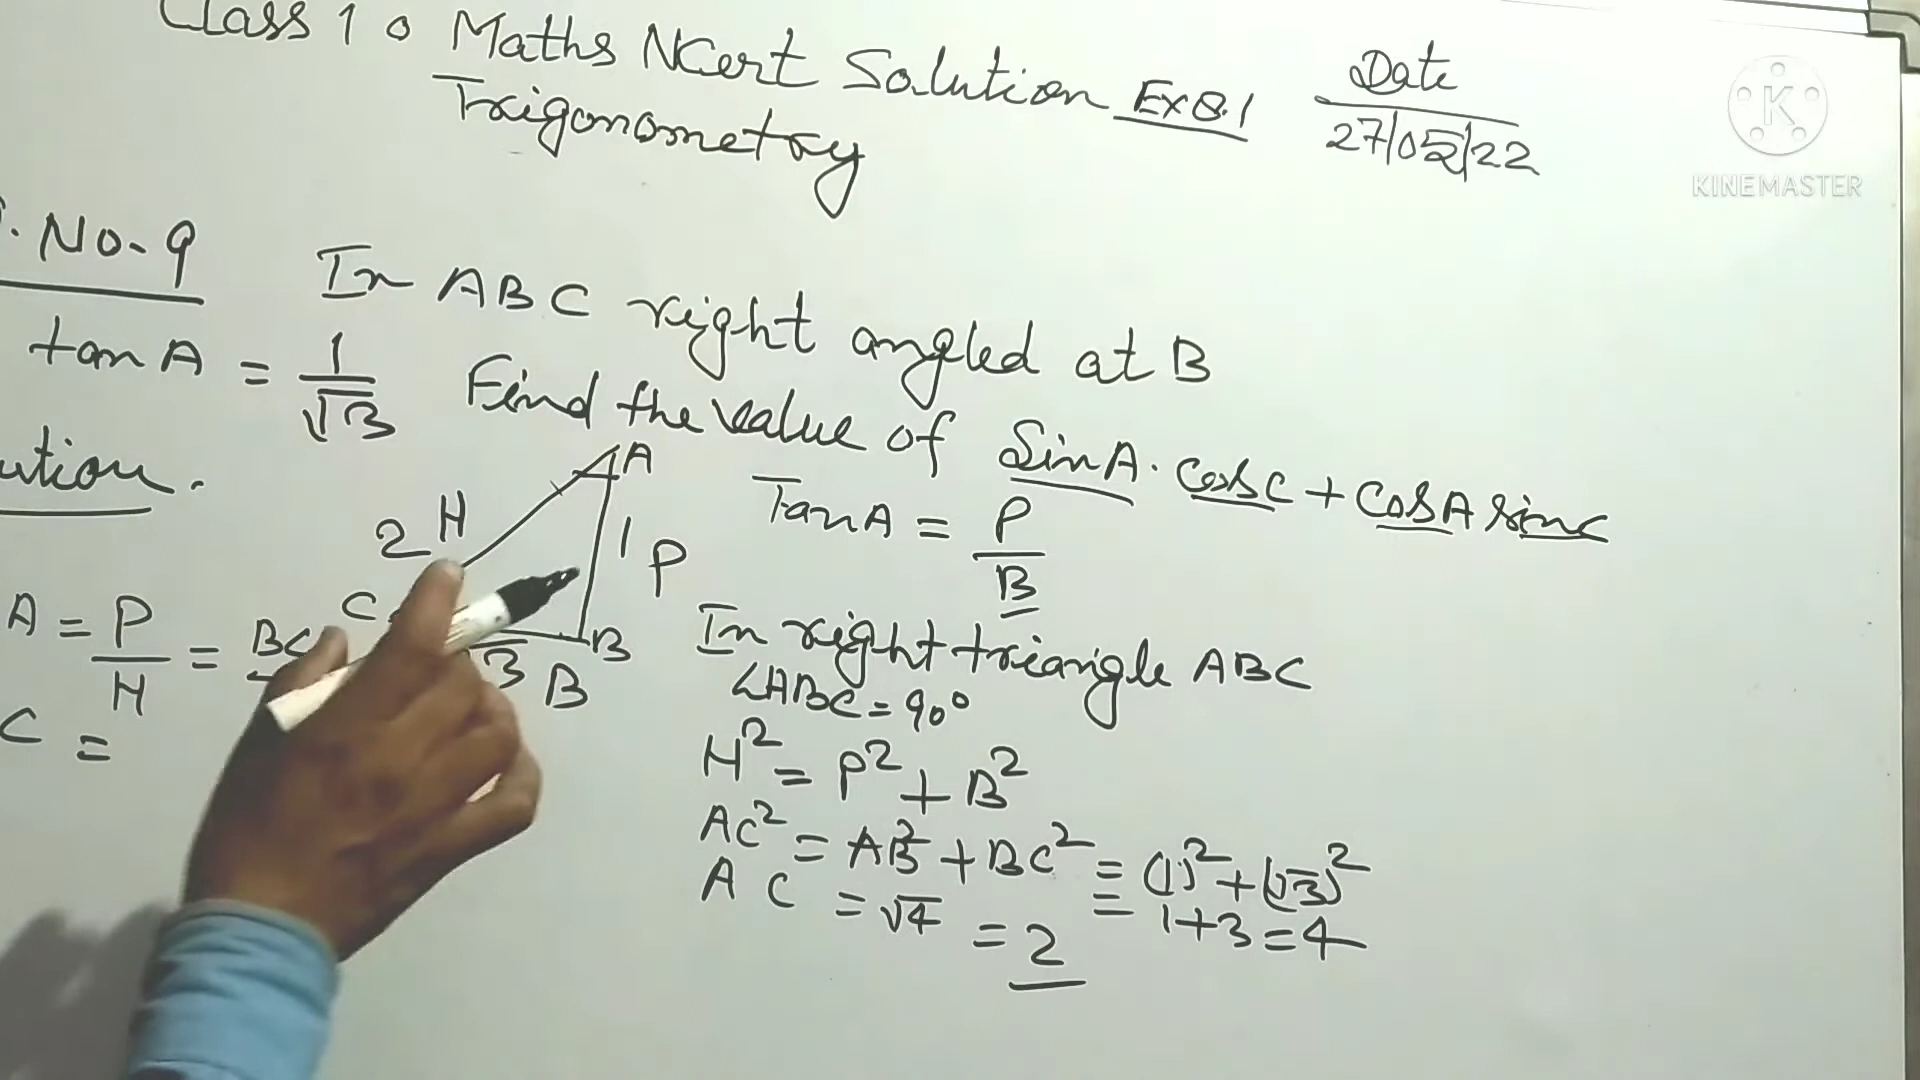 Class 10 Maths NCert Solution Ex 8.1
Trigonometry
Date
27/05/22
KINEMASTER
. No-9
In ABC right angled at B
tan A = 1/√3 Find the value of Sin A . Cos C + Cos A sin c
ution.
A
2 H
1 P
C
√3 B
B
Tan A = P/B
A = P/H = BC
C =
In right triangle ABC
∠ABC = 90°
H² = P² + B²
AC² = AB² + BC² = (1)² + (√3)²
= 1+3 = 4
AC = √4 = 2